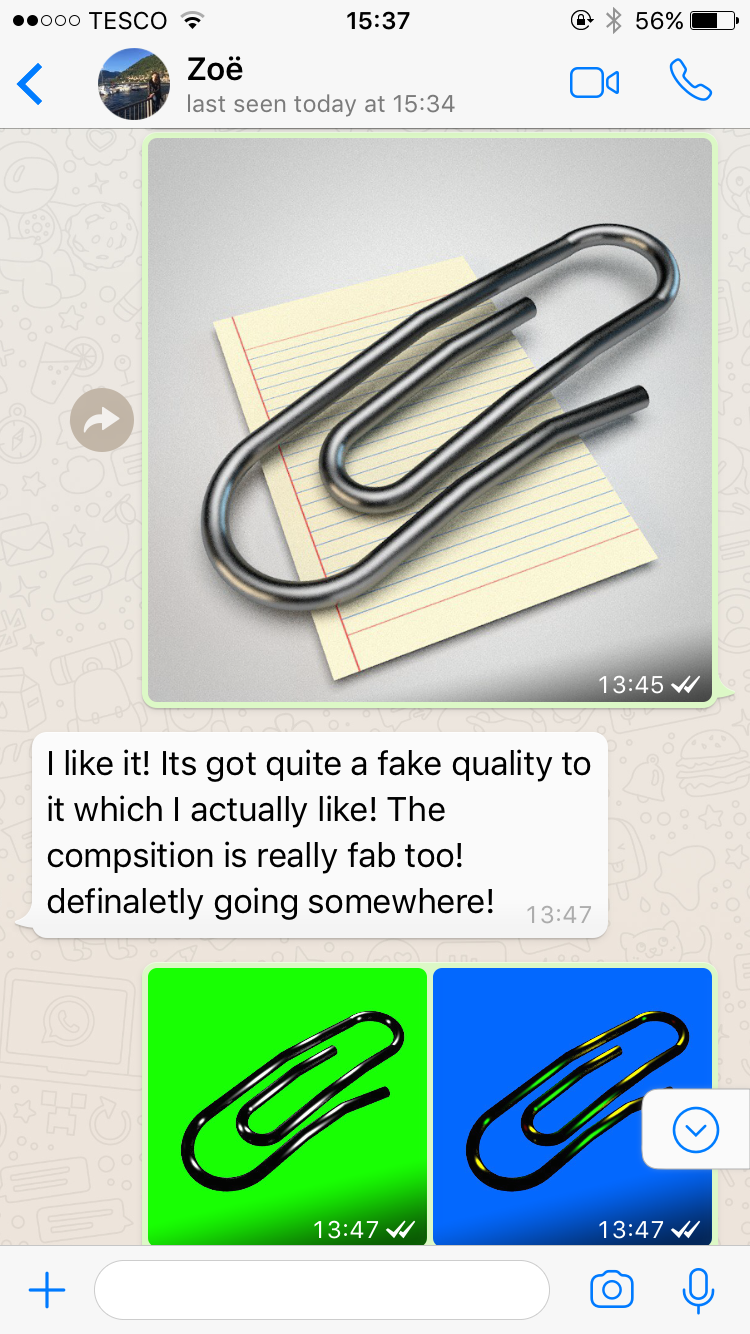 TESCO 15:37 56%
Zoë
last seen today at 15:34
13:45
I like it! Its got quite a fake quality to
it which I actually like! The
compsition is really fab too!
definaletly going somewhere!
13:47
13:47 13:47